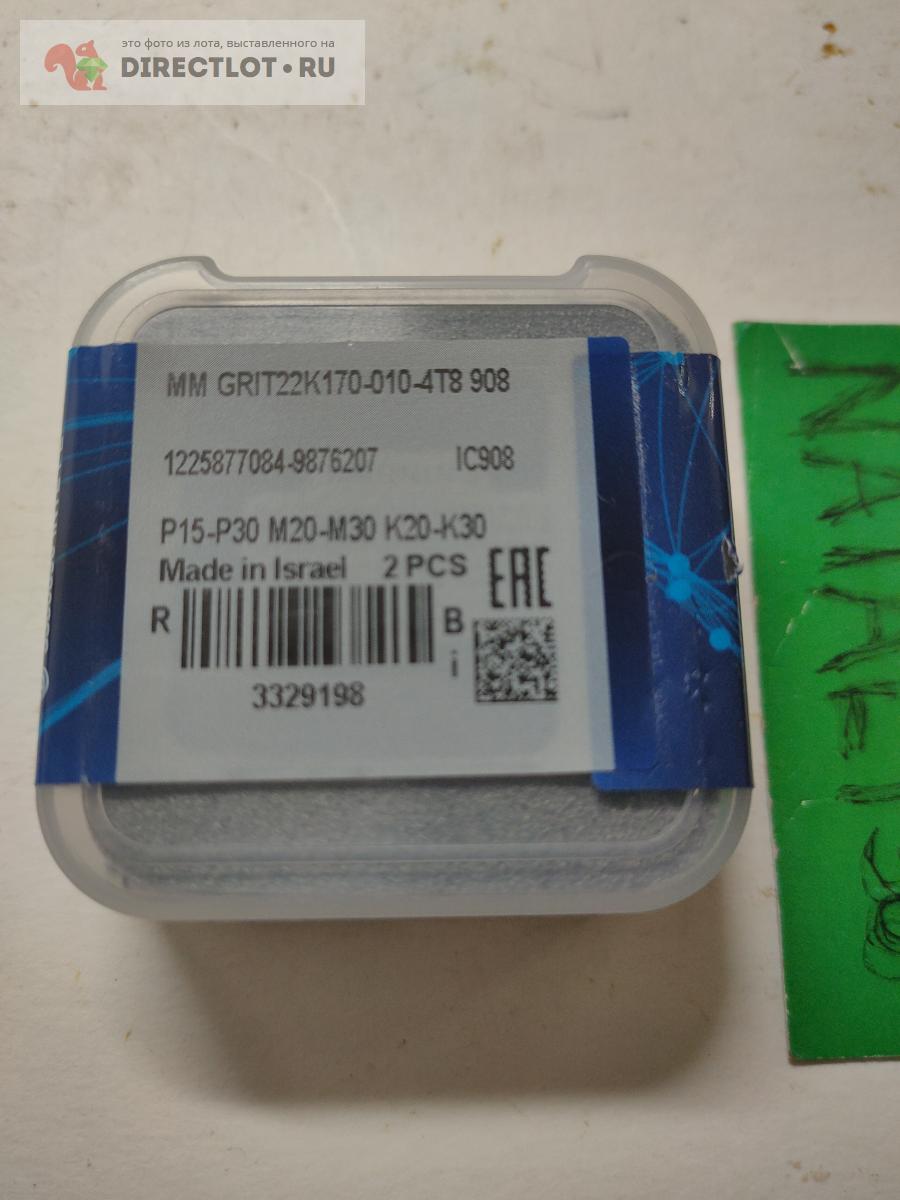 это фото из лота, выставленного на
DIRECTLOT.RU
MM GRIT22K170-010-4T8 908
1225877084-9876207 IC908
P15-P30 M20-M30 K20-K30
Made in Israel 2 PCS EAC
R B
i
3329198